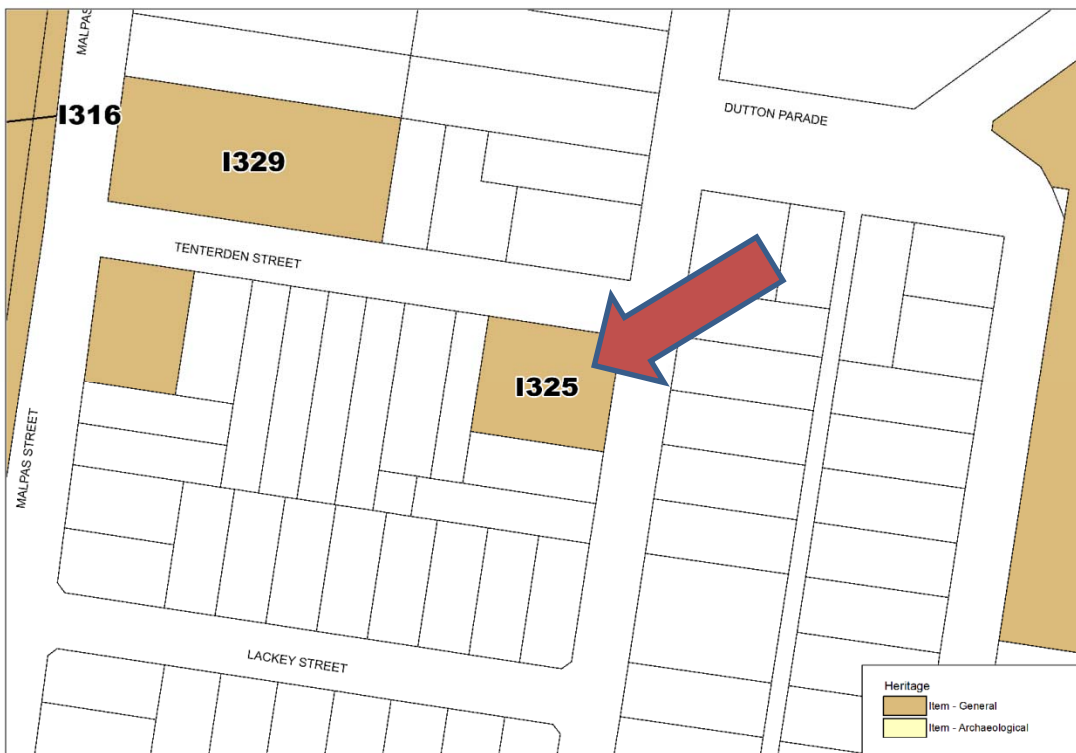 MALPAS
I316
DUTTON PARADE
I329
TENTERDEN STREET
I325
MALPAS STREET
LACKEY STREET
Heritage
Item - General
Item - Archaeological